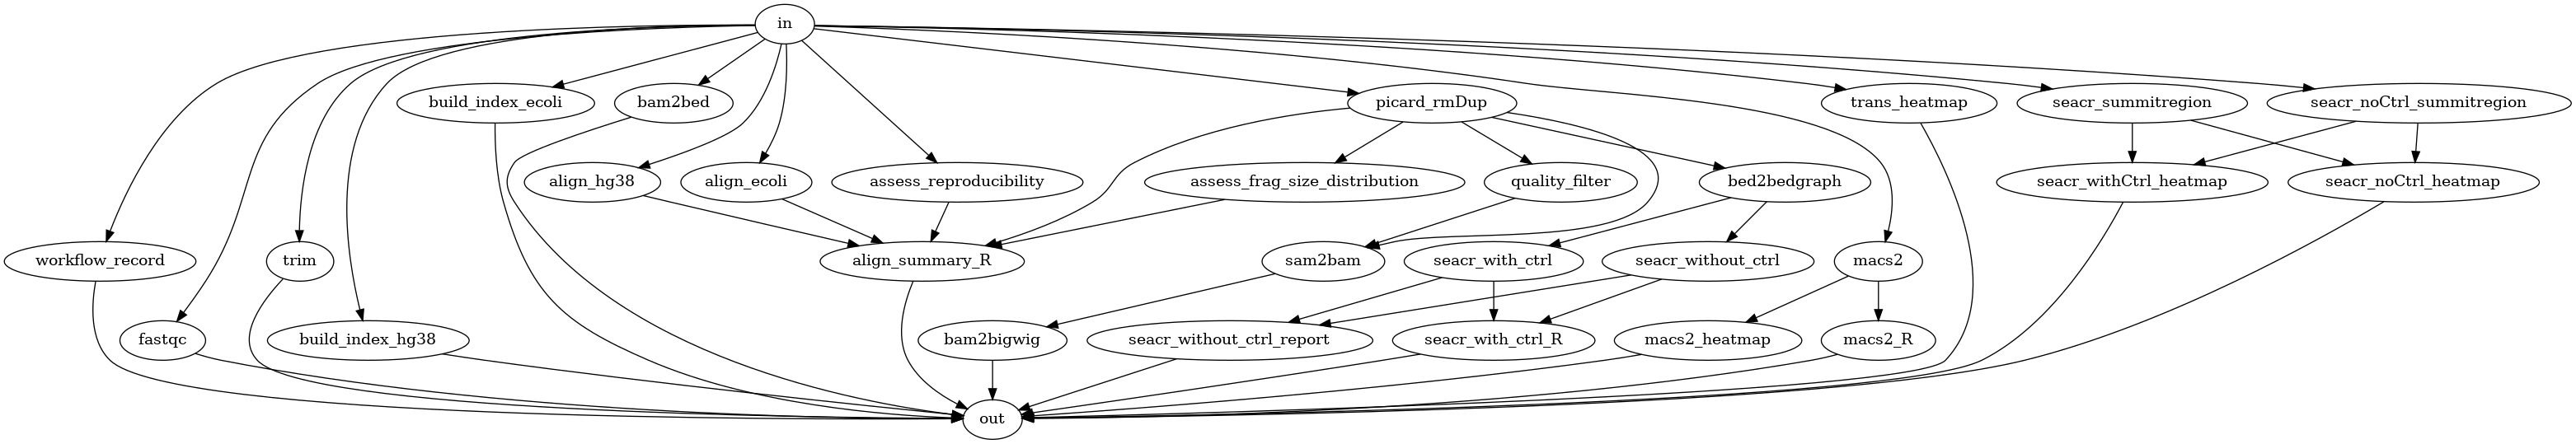 in
build_index_ecoli
bam2bed
picard_rmDup
trans_heatmap
seacr_summitregion
seacr_noCtrl_summitregion
align_hg38
align_ecoli
assess_reproducibility
assess_frag_size_distribution
quality_filter
bed2bedgraph
seacr_withCtrl_heatmap
seacr_noCtrl_heatmap
workflow_record
trim
align_summary_R
sam2bam
seacr_with_ctrl
seacr_without_ctrl
macs2
fastqc
build_index_hg38
bam2bigwig
seacr_without_ctrl_report
seacr_with_ctrl_R
macs2_heatmap
macs2_R
out